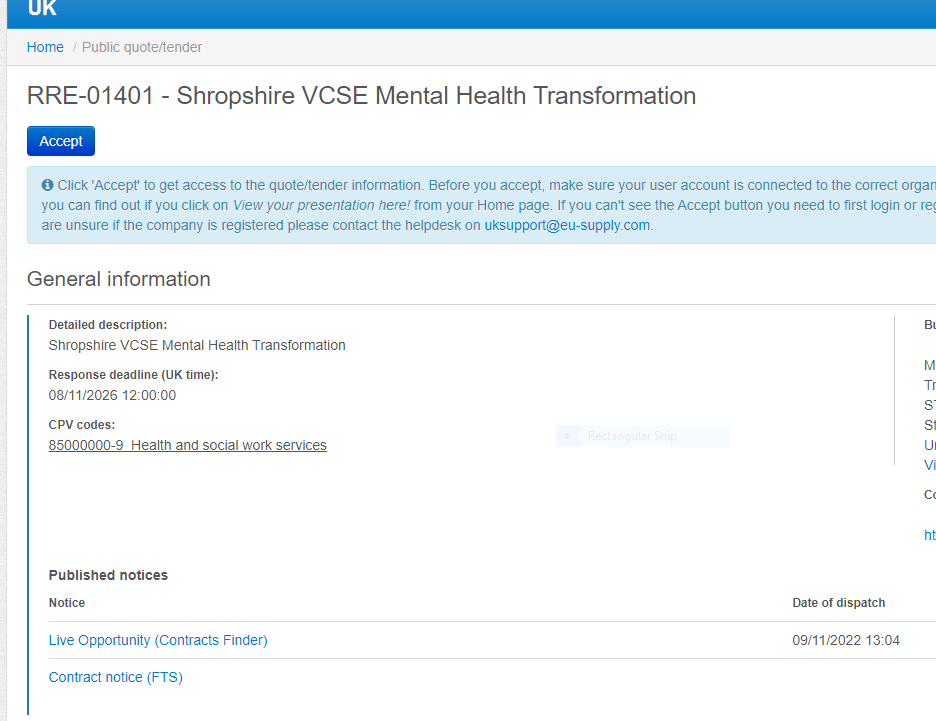 UK
Home / Public quote/tender
RRE-01401 - Shropshire VCSE Mental Health Transformation
Accept
Click 'Accept' to get access to the quote/tender information. Before you accept, make sure your user account is connected to the correct organ
you can find out if you click on View your presentation here! from your Home page. If you can't see the Accept button you need to first login or reg
are unsure if the company is registered please contact the helpdesk on uksupport@eu-supply.com.
General information
Detailed description:
Shropshire VCSE Mental Health Transformation
Response deadline (UK time):
08/11/2026 12:00:00
CPV codes:
85000000-9 Health and social work services
Rectangular Snip
Bu
M
Tr
ST
St
Un
Vi
Co
ht
Published notices
Notice Date of dispatch
Live Opportunity (Contracts Finder) 09/11/2022 13:04
Contract notice (FTS)